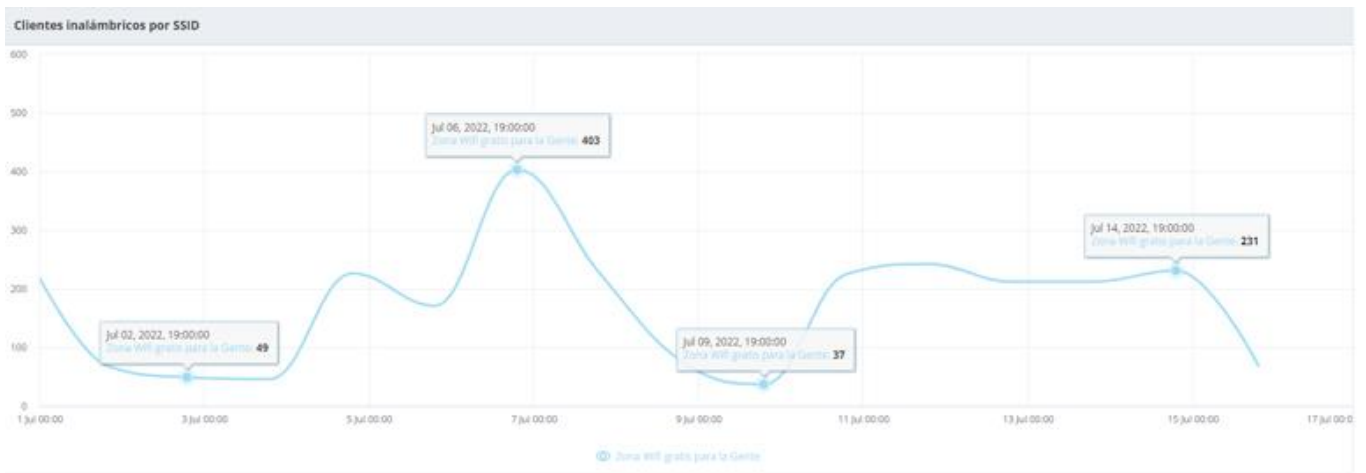 Clientes inalámbricos por SSID
600
500
400
300
200
100
0
Jul 06, 2022, 19:00:00
Zona Wifi gratis para la Gente: 403
Jul 14, 2022, 19:00:00
Zona Wifi gratis para la Gente: 231
Jul 02, 2022, 19:00:00
Zona Wifi gratis para la Gente: 49
Jul 09, 2022, 19:00:00
Zona Wifi gratis para la Gente: 37
1 Jul 00:00 3 Jul 00:00 5 Jul 00:00 7 Jul 00:00 9 Jul 00:00 11 Jul 00:00 13 Jul 00:00 15 Jul 00:00 17 Jul 00:0
Zona Wifi gratis para la Gente